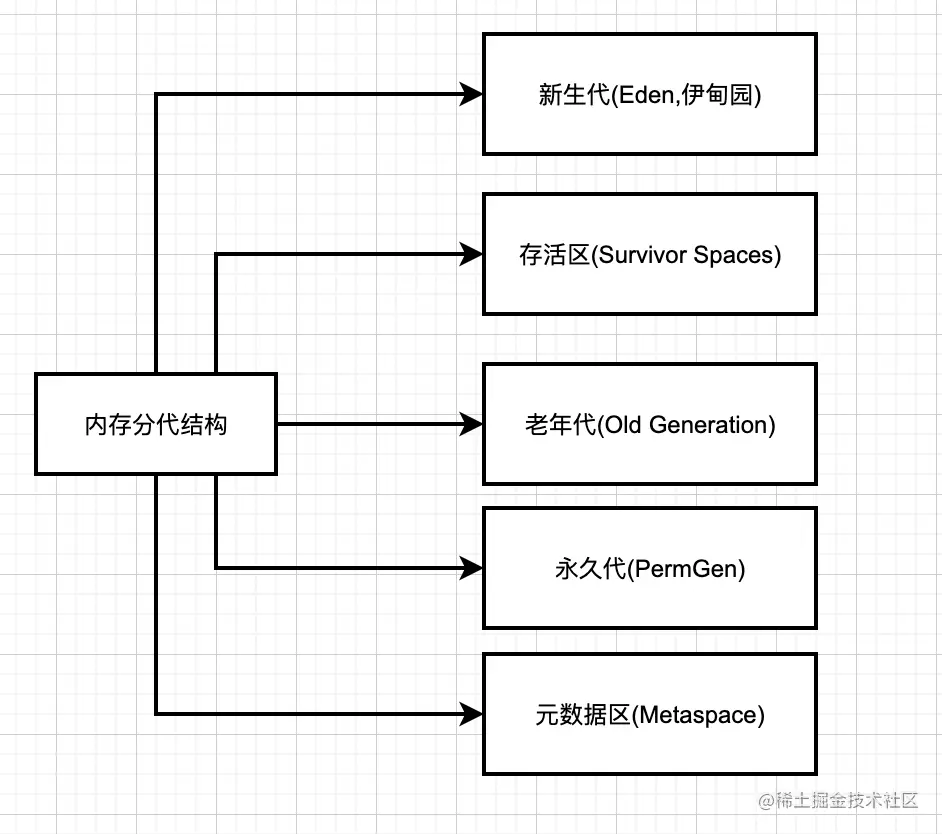 新生代(Eden,伊甸园)
存活区(Survivor Spaces)
内存分代结构
老年代(Old Generation)
永久代(PermGen)
元数据区(Metaspace)
@稀土掘金技术社区